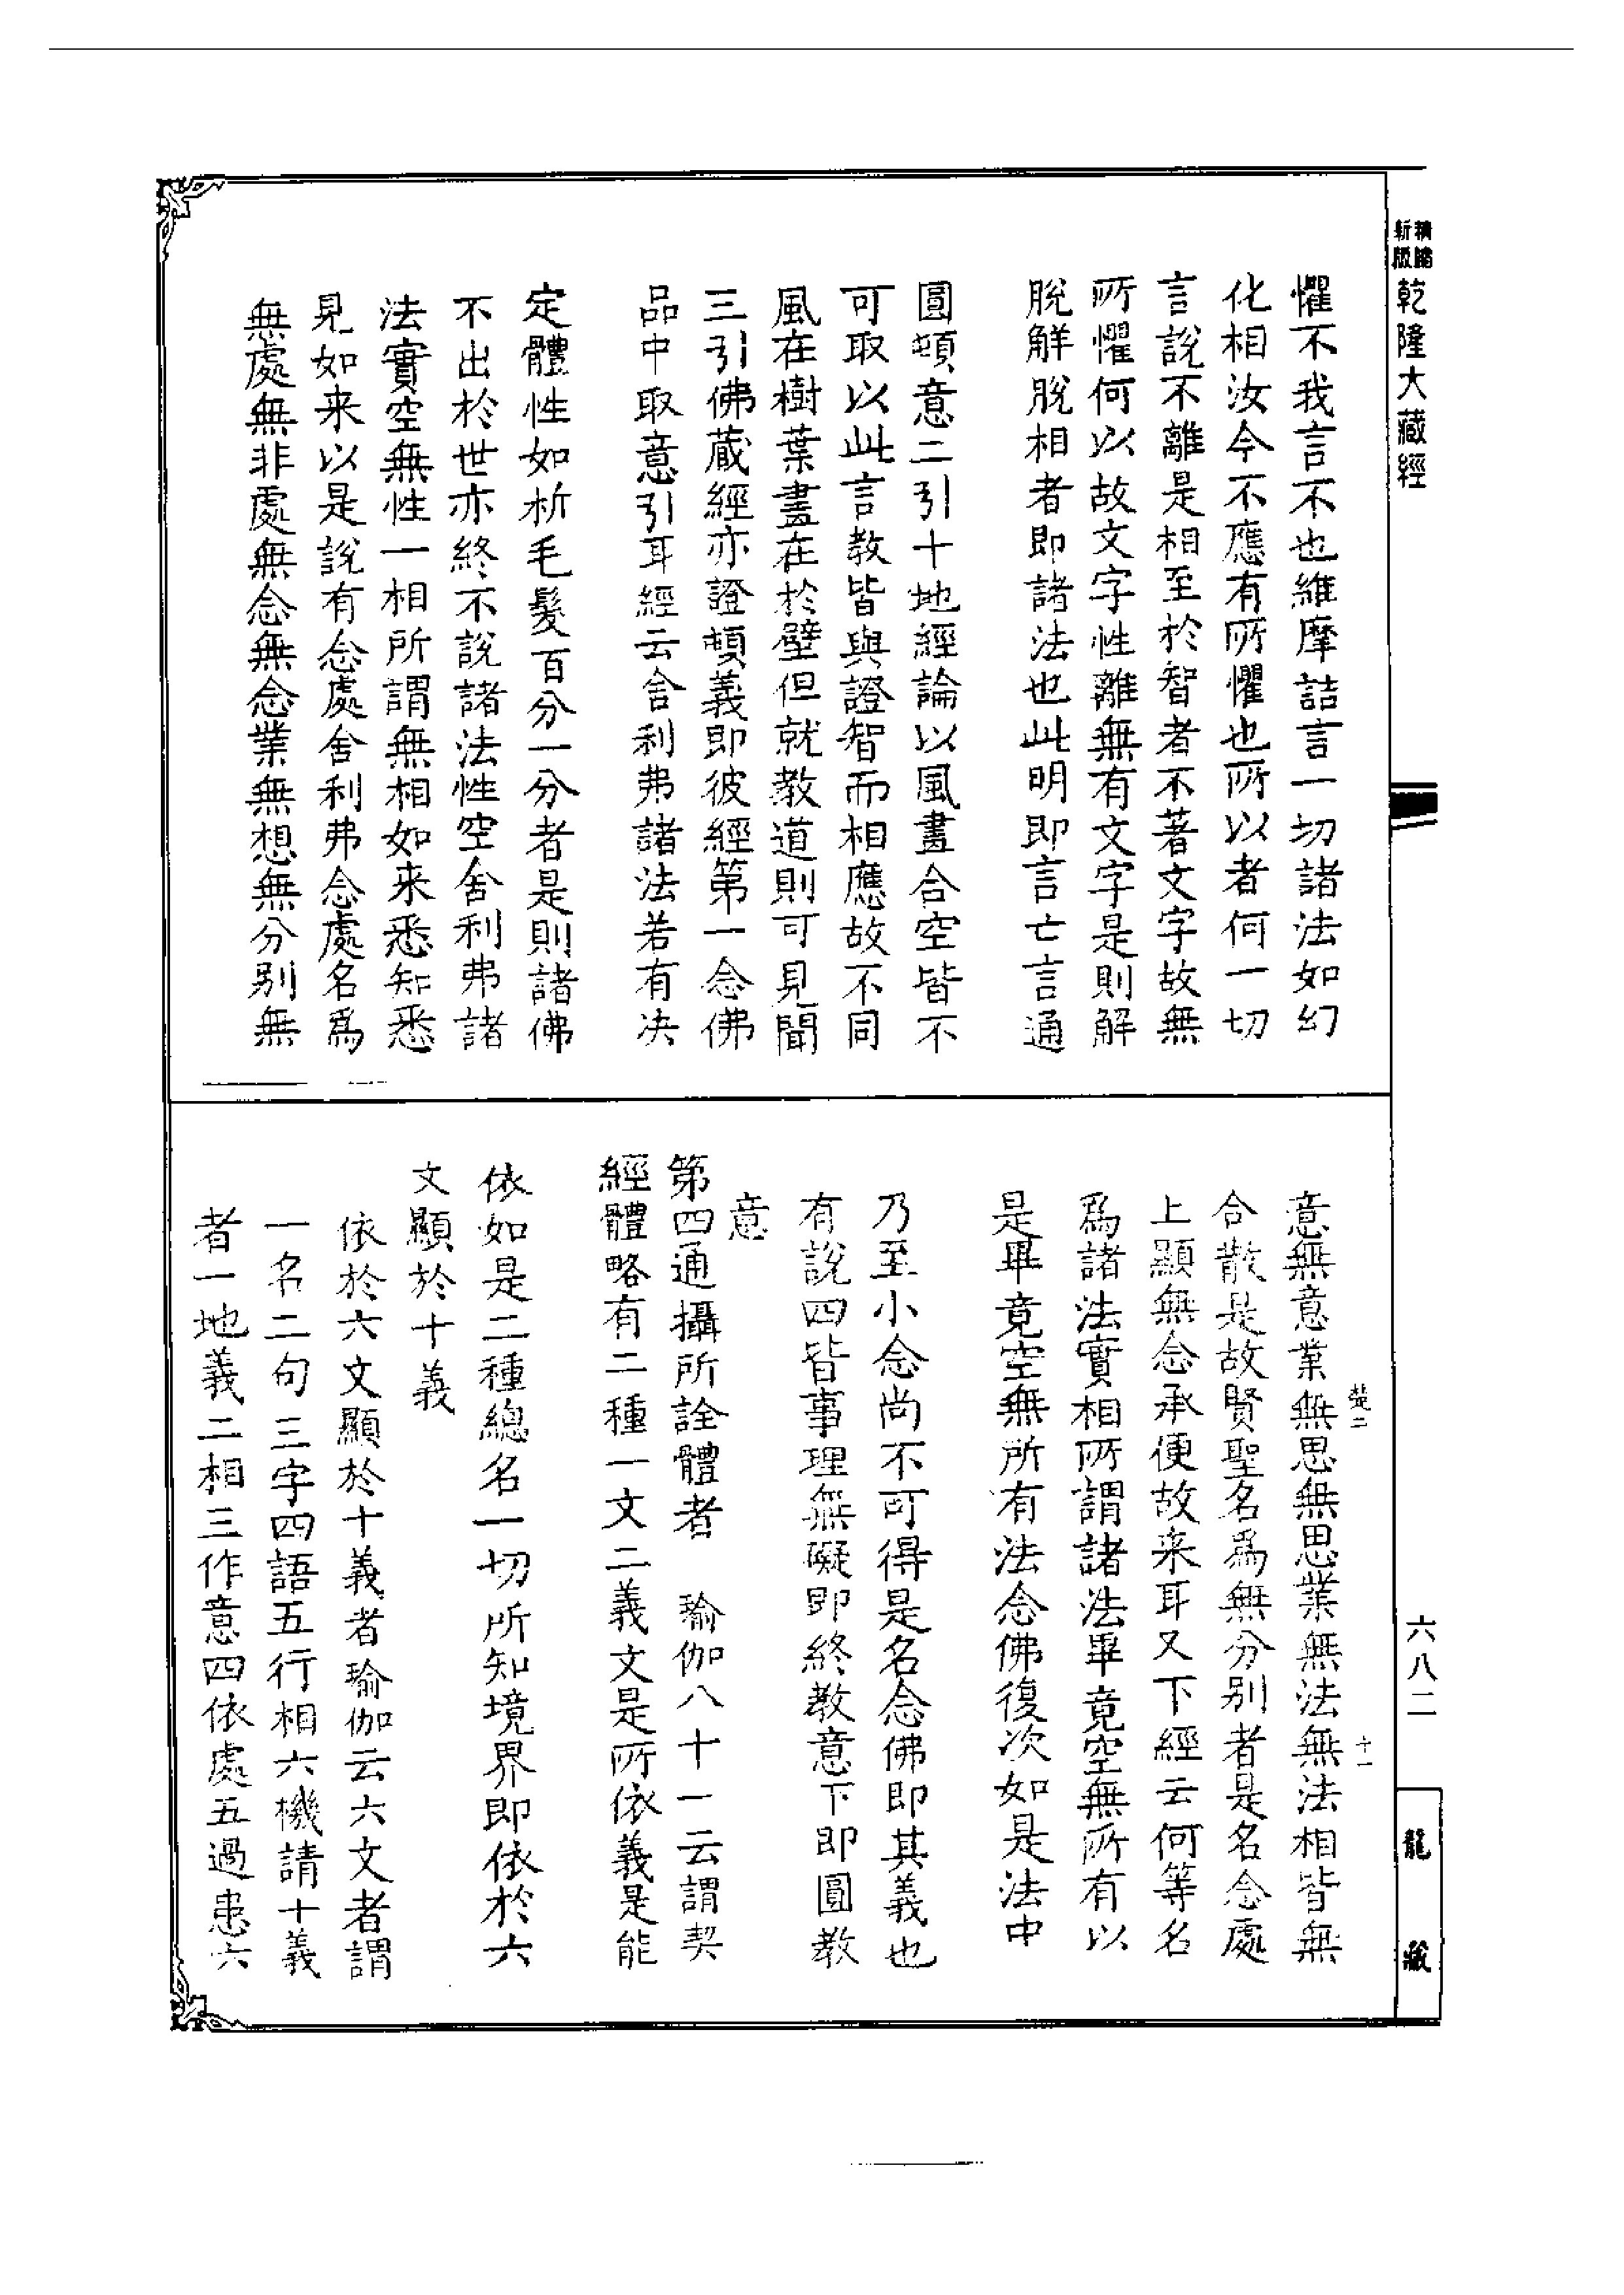 精縮
新版
乾隆大藏經
懼不我言不也維摩詰言一切諸法如幻
化相汝今不應有所懼也所以者何一切
言說不離是相至於智者不著文字故無
所懼何以故文字性離無有文字是則解
脫解脫相者即諸法也此明即言亡言通
圓頓意二引十地經論以風畫合空皆不
可取以此言教皆與證智而相應故不同
風在樹葉畫在於壁但就教道則可見聞
三引佛藏經亦證頓義即彼經第一念佛
品中取意引耳經云舍利弗諸法若有決
定體性如析毛髮百分一分者是則諸佛
不出於世亦終不說諸法性空舍利弗諸
法實空無性一相所謂無相如來悉知悉
見如來以是說有念處舍利弗念處名為
無處無非處無念無念業無想無分別無
楚二
十一
意無意業無思無思業無法無法相皆無
合散是故賢聖名為無分別者是名念處
上顯無念承便故來耳又下經云何等名
為諸法實相所謂諸法畢竟空無所有以
是畢竟空無所有法念佛復次如是法中
乃至小念尚不可得是名念佛即其義也
有說四皆事理無礙即終教意下即圓教
意
第四通攝所詮體者　瑜伽八十一云謂契
經體略有二種一文二義文是所依義是能
依如是二種總名一切所知境界即依於六
文顯於十義
依於六文顯於十義者瑜伽云六文者謂
一名二句三字四語五行相六機請十義
者一地義二相三作意四依處五過患六
六八二
龍藏